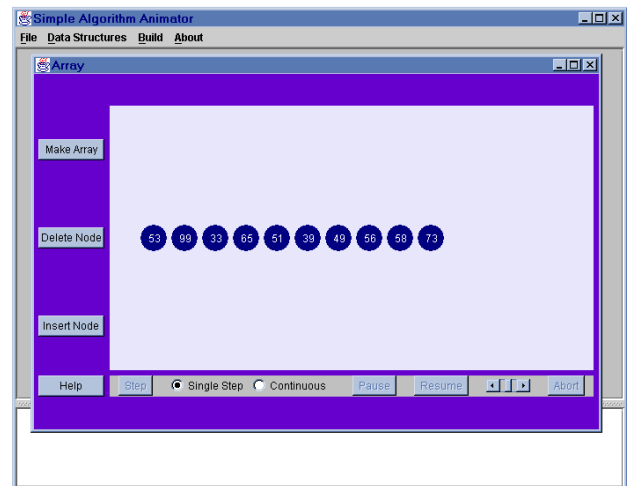 Simple Algorithm Animator
File Data Structures Build About
Array
Make Array
Delete Node
53 99 33 65 51 39 49 56 58 73
Insert Node
Help Step Single Step Continuous Pause Resume Abort